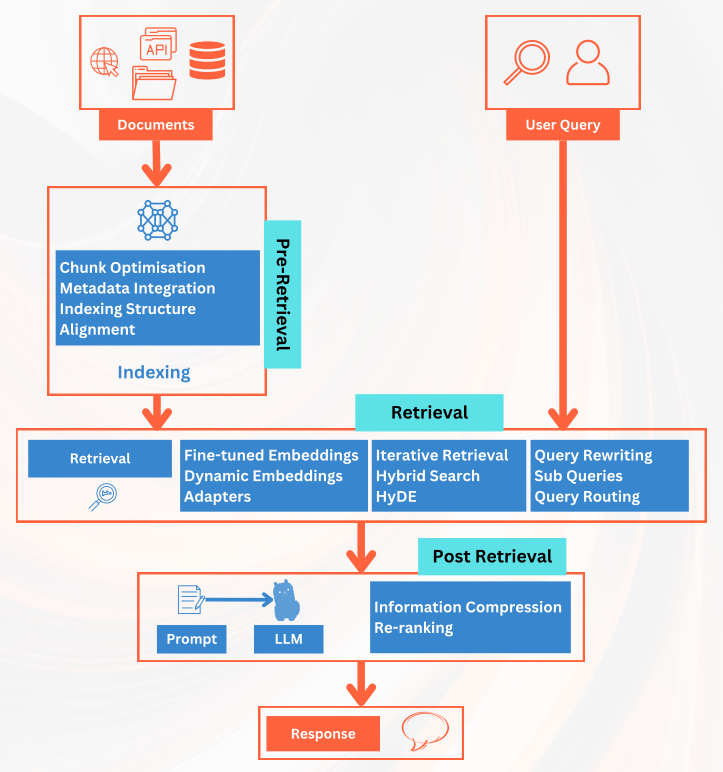 API
Documents
User Query
Chunk Optimisation
Metadata Integration
Indexing Structure
Alignment
Pre-Retrieval
Indexing
Retrieval
Retrieval
Fine-tuned Embeddings
Dynamic Embeddings
Adapters
Iterative Retrieval
Hybrid Search
HyDE
Query Rewriting
Sub Queries
Query Routing
Post Retrieval
Prompt
LLM
Information Compression
Re-ranking
Response